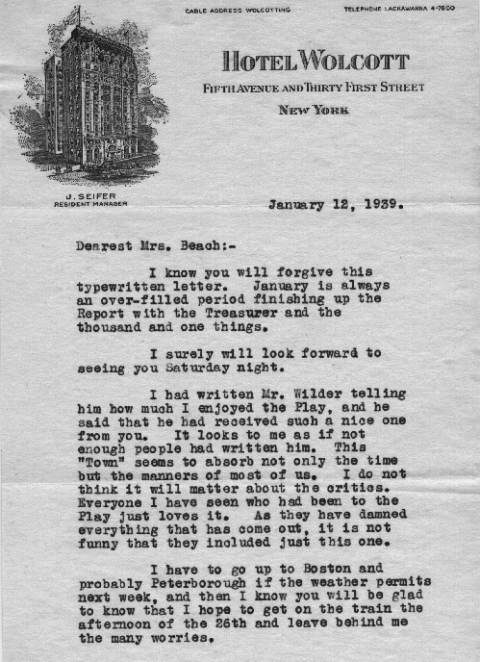 CABLE ADDRESS WOLCOTTING
TELEPHONE LACKAWANNA 4-7800
HOTEL WOLCOTT
FIFTH AVENUE AND THIRTY FIRST STREET
NEW YORK
J. SEIFER
RESIDENT MANAGER
January 12, 1939.
Dearest Mrs. Beach:-
I know you will forgive this
typewritten letter. January is always
an over-filled period finishing up the
Report with the Treasurer and the
thousand and one things.
I surely will look forward to
seeing you Saturday night.
I had written Mr. Wilder telling
him how much I enjoyed the Play, and he
said that he had received such a nice one
from you. It looks to me as if not
enough people had written him. This
"Town" seems to absorb not only the time
but the manners of most of us. I do not
think it will matter about the critics.
Everyone I have seen who had been to the
Play just loves it. As they have damned
everything that has come out, it is not
funny that they included just this one.
I have to go up to Boston and
probably Peterborough if the weather permits
next week, and then I know you will be glad
to know that I hope to get on the train the
afternoon of the 26th and leave behind me
the many worries.